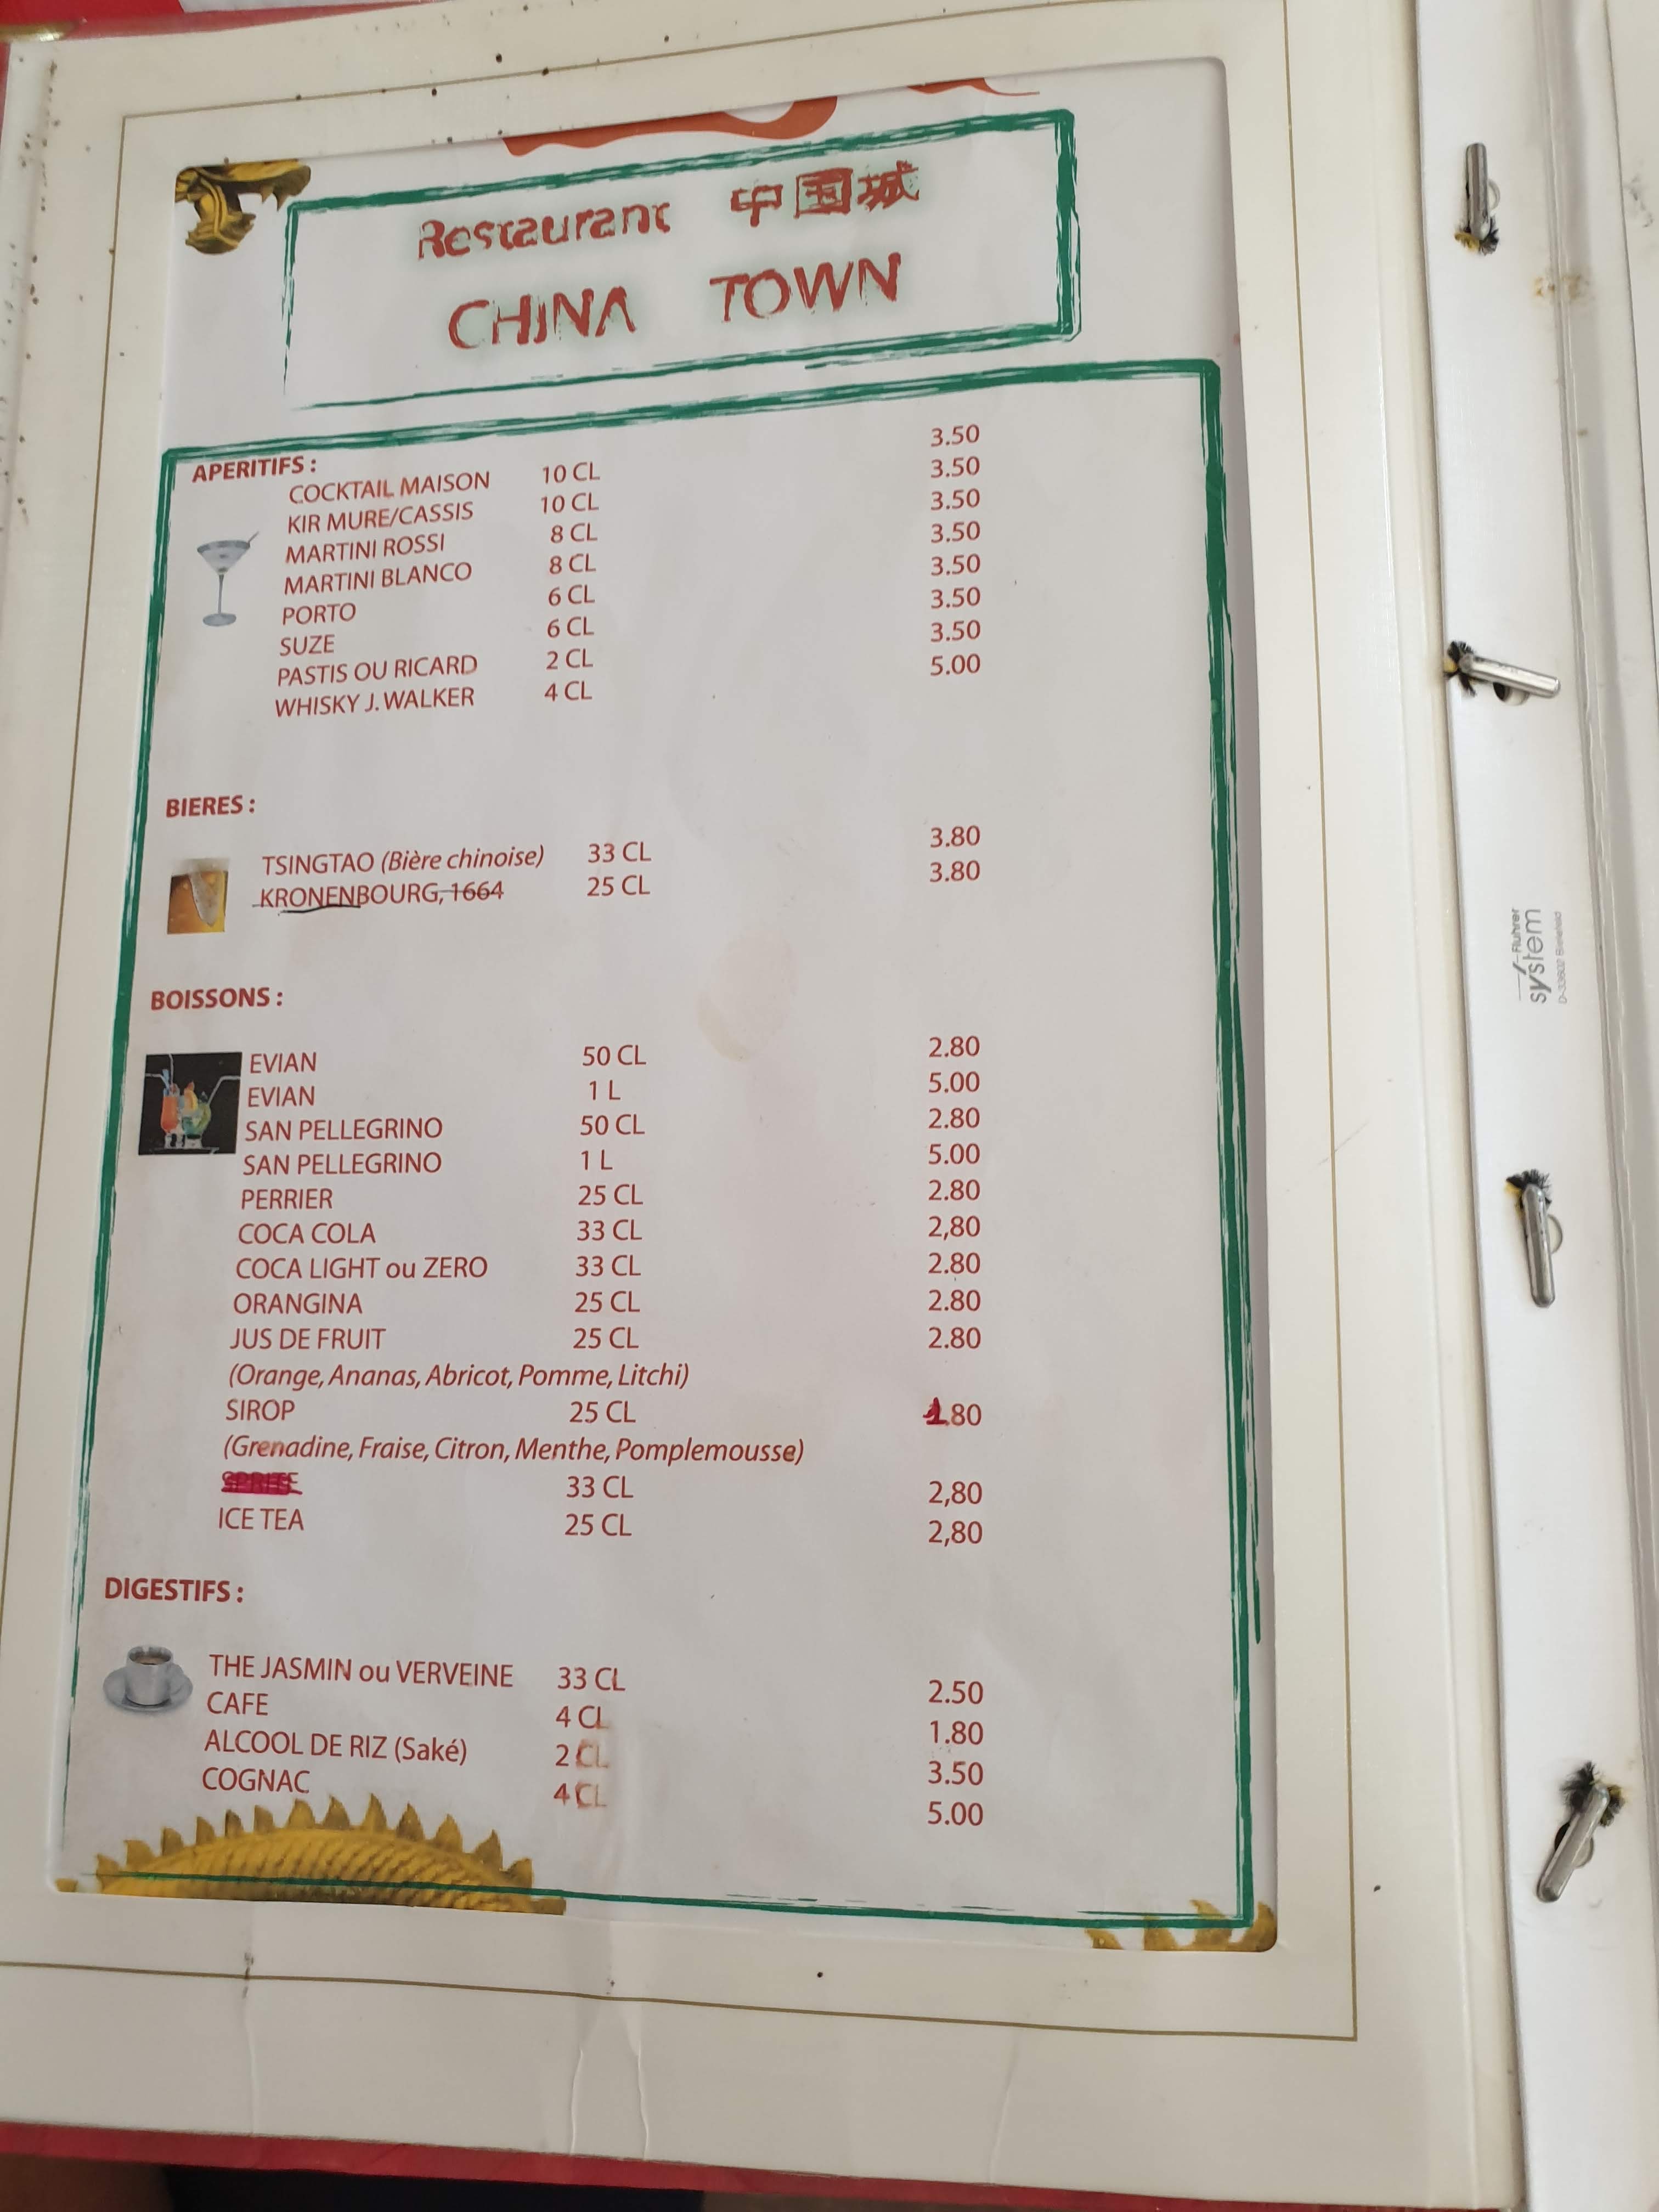 Restaurant 中国城
CHINA TOWN
APERITIFS :
COCKTAIL MAISON 10 CL 3.50
KIR MURE/CASSIS 10 CL 3.50
MARTINI ROSSI 8 CL 3.50
MARTINI BLANCO 8 CL 3.50
PORTO 6 CL 3.50
SUZE 6 CL 3.50
PASTIS OU RICARD 2 CL 3.50
WHISKY J. WALKER 4 CL 5.00
BIERES :
TSINGTAO (Bière chinoise) 33 CL 3.80
KRONENBOURG, 1664 25 CL 3.80
BOISSONS :
EVIAN 50 CL 2.80
EVIAN 1 L 5.00
SAN PELLEGRINO 50 CL 2.80
SAN PELLEGRINO 1 L 5.00
PERRIER 25 CL 2.80
COCA COLA 33 CL 2,80
COCA LIGHT ou ZERO 33 CL 2.80
ORANGINA 25 CL 2.80
JUS DE FRUIT 25 CL 2.80
(Orange, Ananas, Abricot, Pomme, Litchi)
SIROP 25 CL 1.80
(Grenadine, Fraise, Citron, Menthe, Pomplemousse)
SPRITE 33 CL 2,80
ICE TEA 25 CL 2,80
DIGESTIFS :
THE JASMIN ou VERVEINE 33 CL 2.50
CAFE 4 CL 1.80
ALCOOL DE RIZ (Saké) 2 CL 3.50
COGNAC 4 CL 5.00
Fluhrer
system
D-33602 Bielefeld